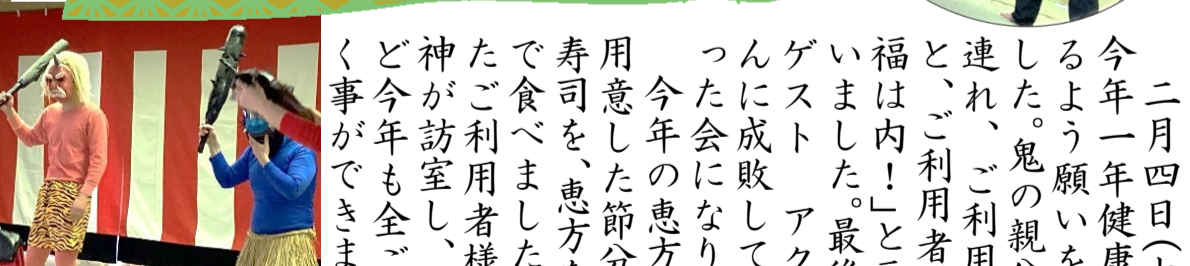 二月四日(
今年一年健康
るよう願いを
した。鬼の親
連れ、ご利用
と、ご利用者
福は内！」と
いました。最後
ゲスト　アク
んに成敗して
った会になり
今年の恵方
用意した節分
寿司を、恵方
で食べました
たご利用者様
神が訪室し、
ど今年も全ご
く事ができま